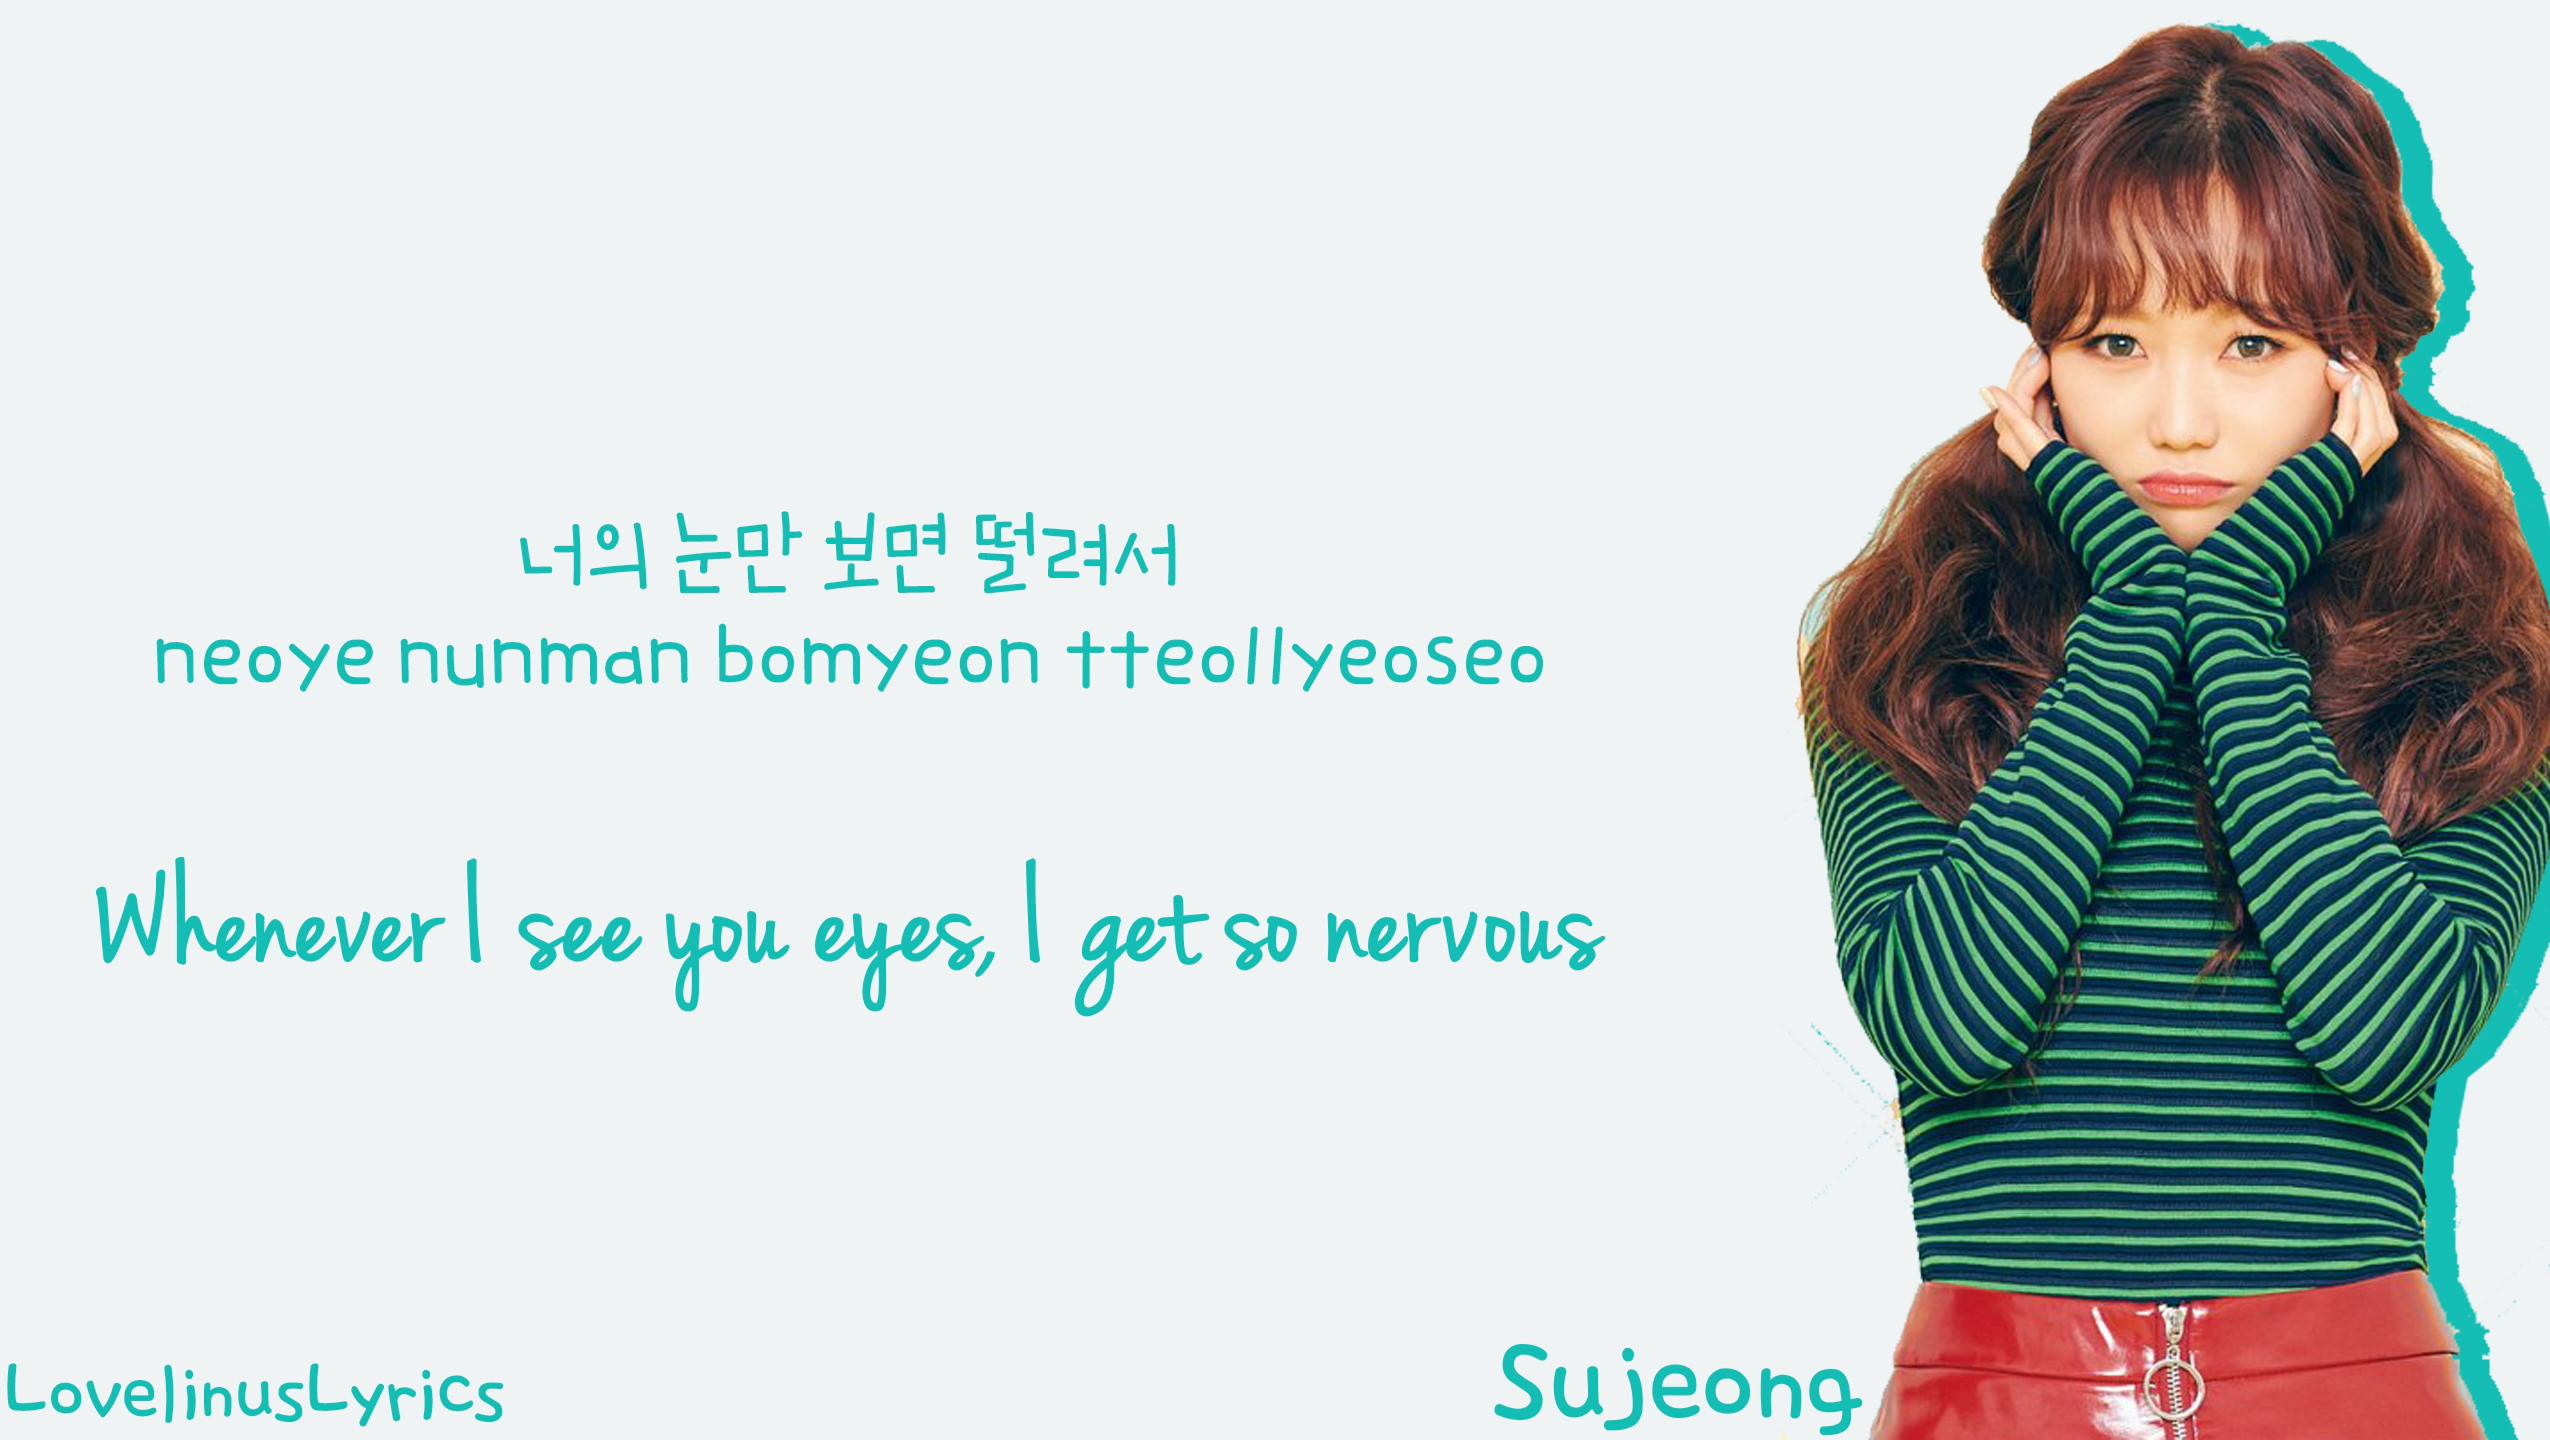 너의 눈만 보면 떨려서
neoye nunman bomyeon tteollyeoseo
Whenever I see you eyes, I get so nervous
LovelinusLyrics
Sujeong